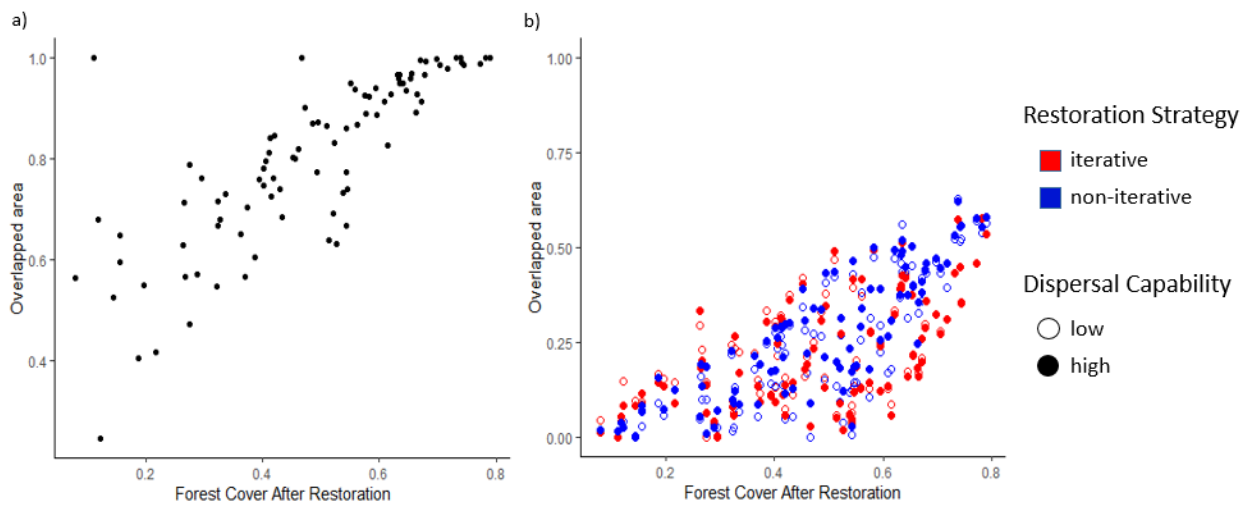 a)
1.0
0.8
0.6
0.4
Overlapped area
0.2
0.4
0.6
0.8
Forest Cover After Restoration
b)
1.00
0.75
0.50
0.25
0.00
Overlapped area
0.2
0.4
0.6
0.8
Forest Cover After Restoration
Restoration Strategy
iterative
non-iterative
Dispersal Capability
low
high